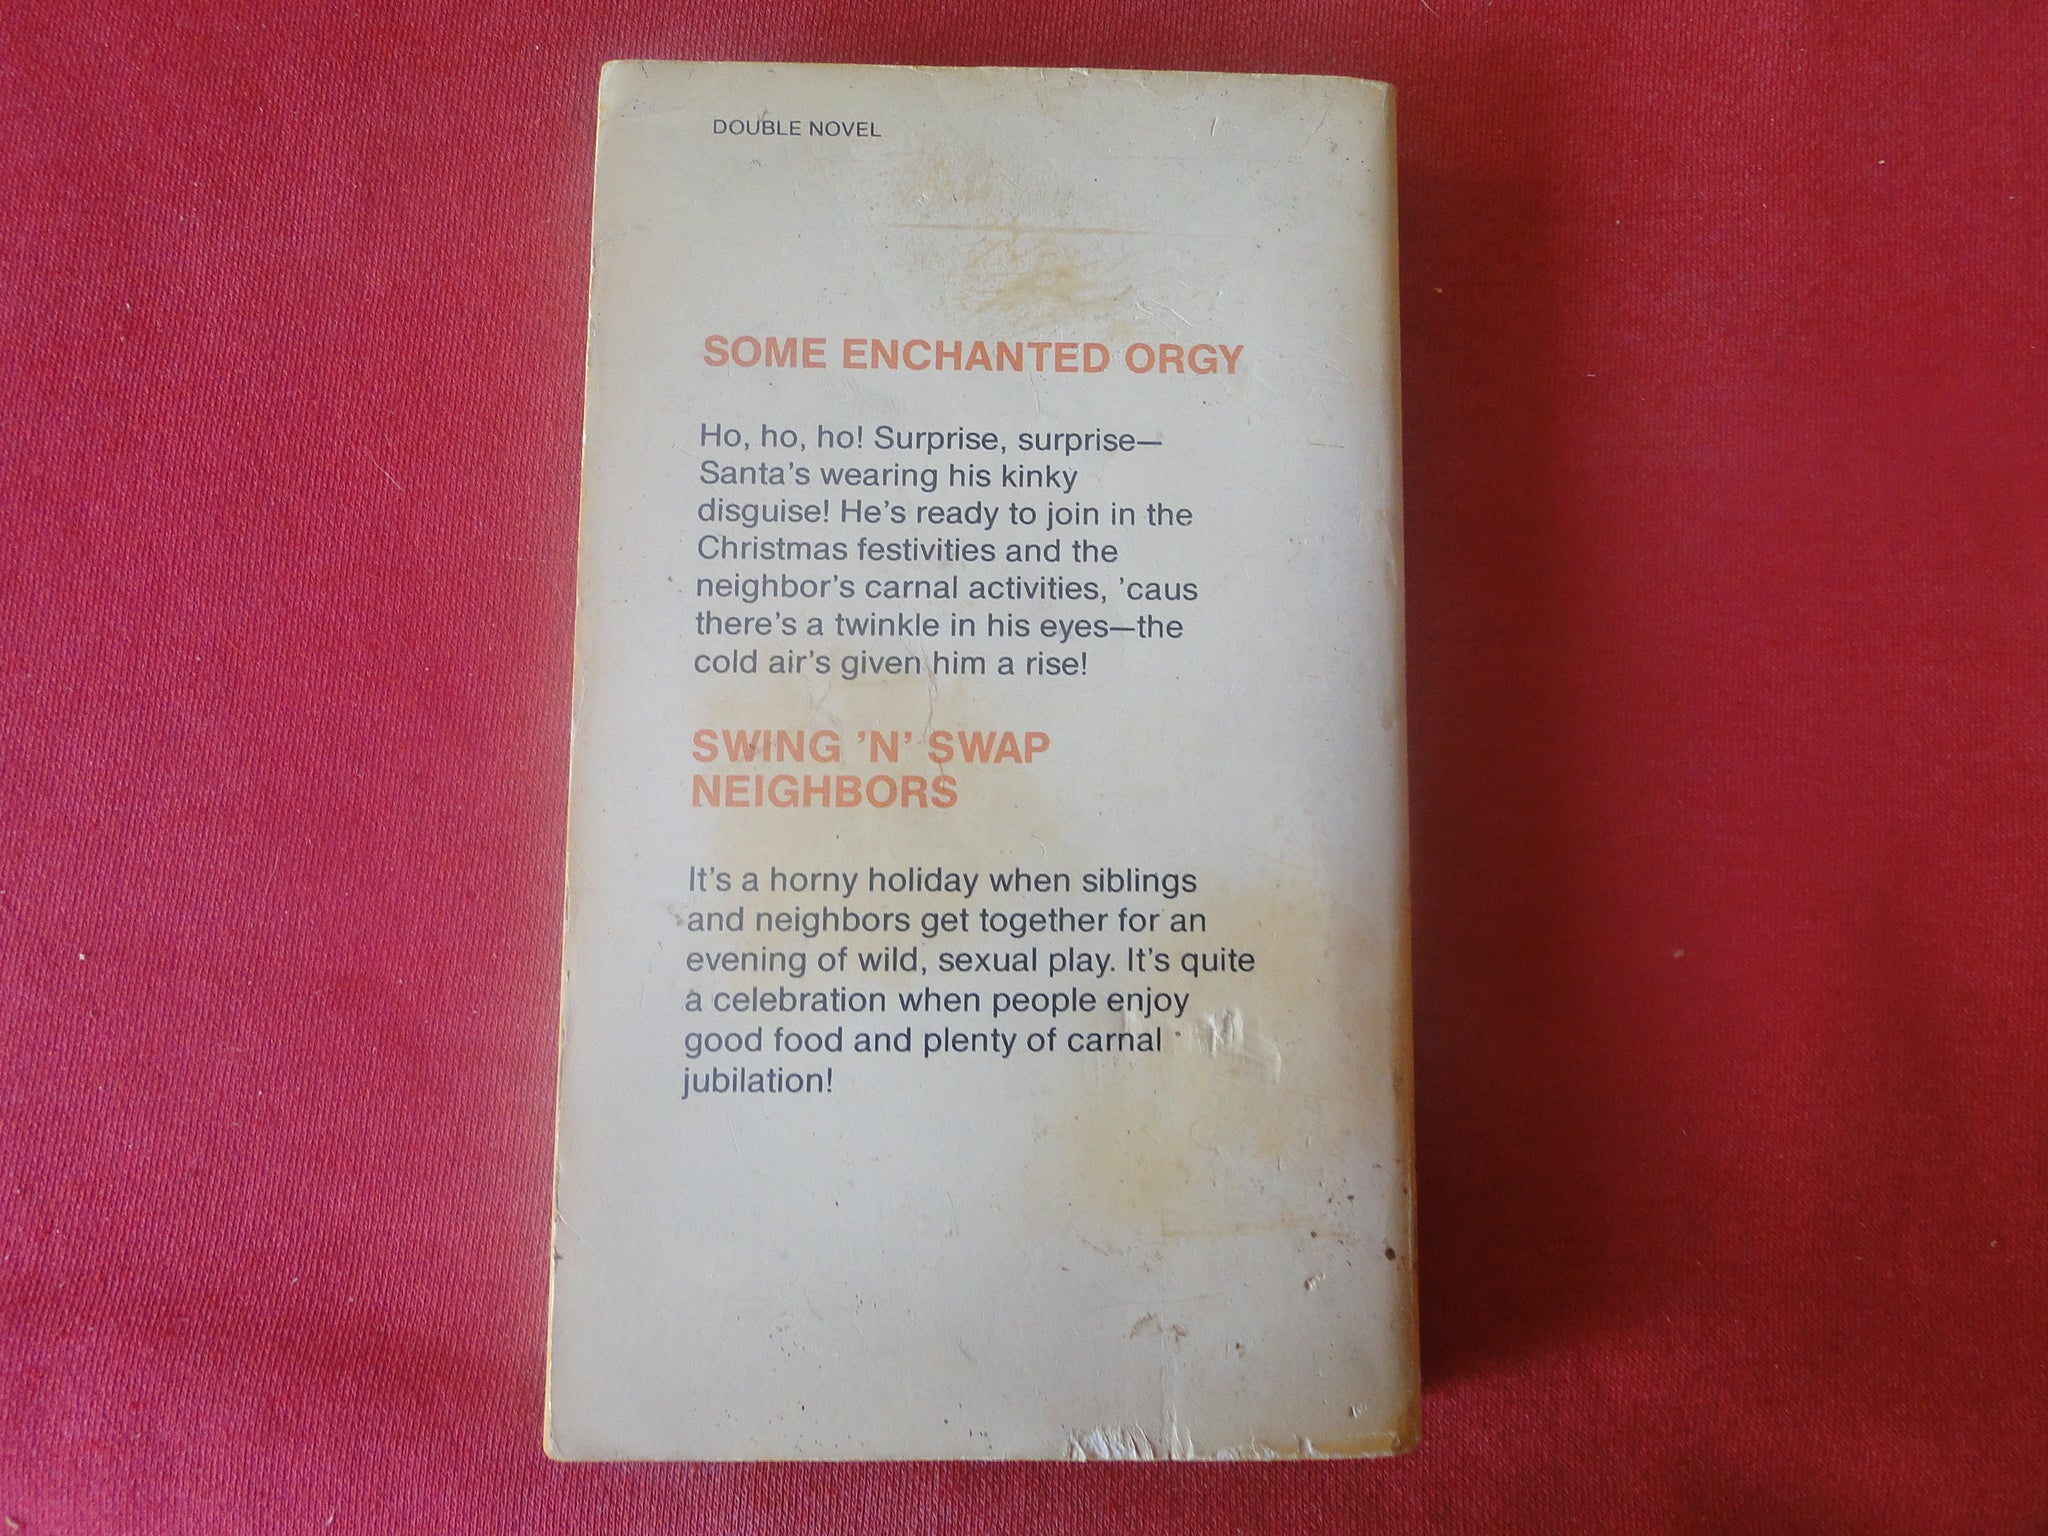 DOUBLE NOVEL
SOME ENCHANTED ORGY
Ho, ho, ho! Surprise, surprise—
Santa's wearing his kinky
disguise! He's ready to join in the
Christmas festivities and the
neighbor's carnal activities, 'caus
there's a twinkle in his eyes—the
cold air's given him a rise!
SWING 'N' SWAP
NEIGHBORS
It's a horny holiday when siblings
and neighbors get together for an
evening of wild, sexual play. It's quite
a celebration when people enjoy
good food and plenty of carnal
jubilation!